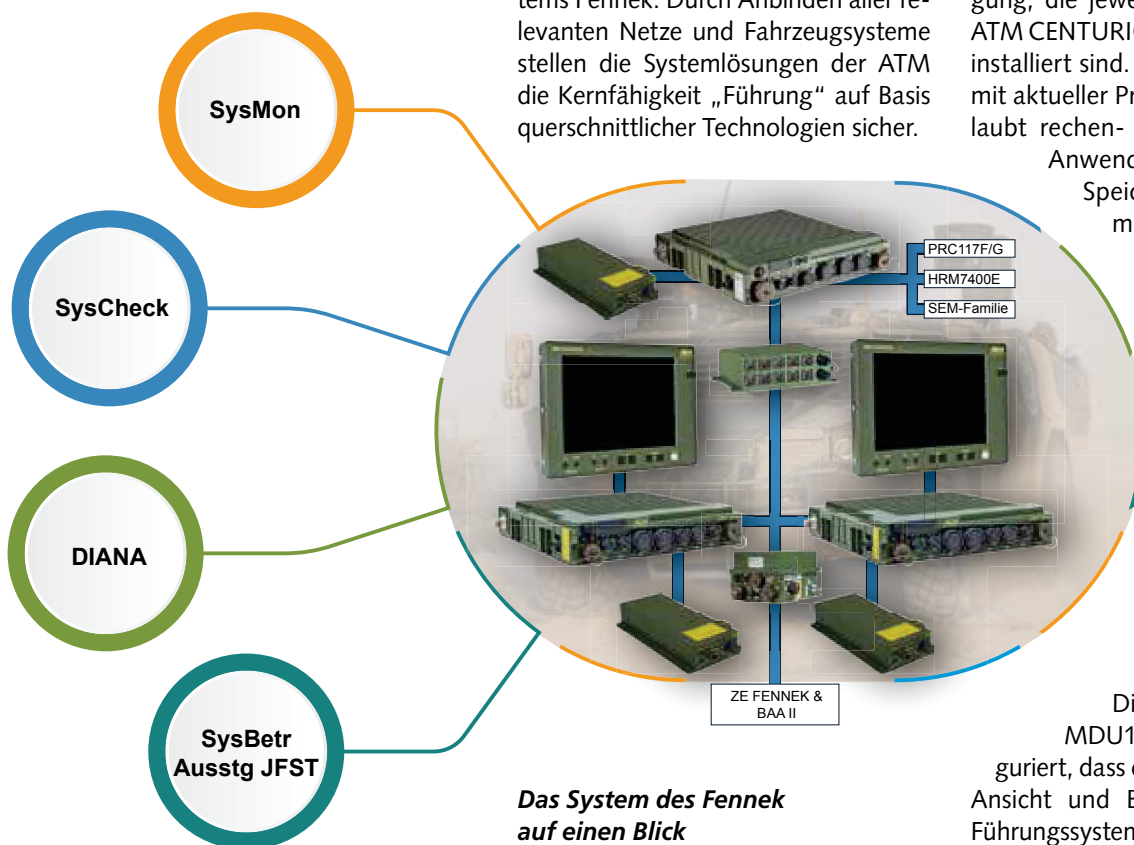 tems Fennek. Durch Anbinden aller re-
levanten Netze und Fahrzeugsysteme
stellen die Systemlösungen der ATM
die Kernfähigkeit „Führung“ auf Basis
querschnittlicher Technologien sicher.
gung, die jewe
ATM CENTURIO
installiert sind.
mit aktueller Pr
laubt rechen-
Anwend
Speic
m
SysMon
SysCheck
DIANA
SysBetr
Ausstg JFST
PRC117F/G
HRM7400E
SEM-Familie
ZE FENNEK &
BAA II
Das System des Fennek
auf einen Blick
Di
MDU1
guriert, dass
Ansicht und
Führungssysten